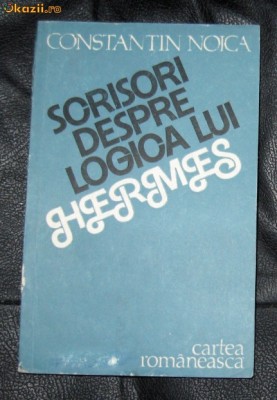 okazii.ro
CONSTANTIN NOICA
SCRISORI
DESPRE
LOGICA LUI
HERMES
cartea
românească